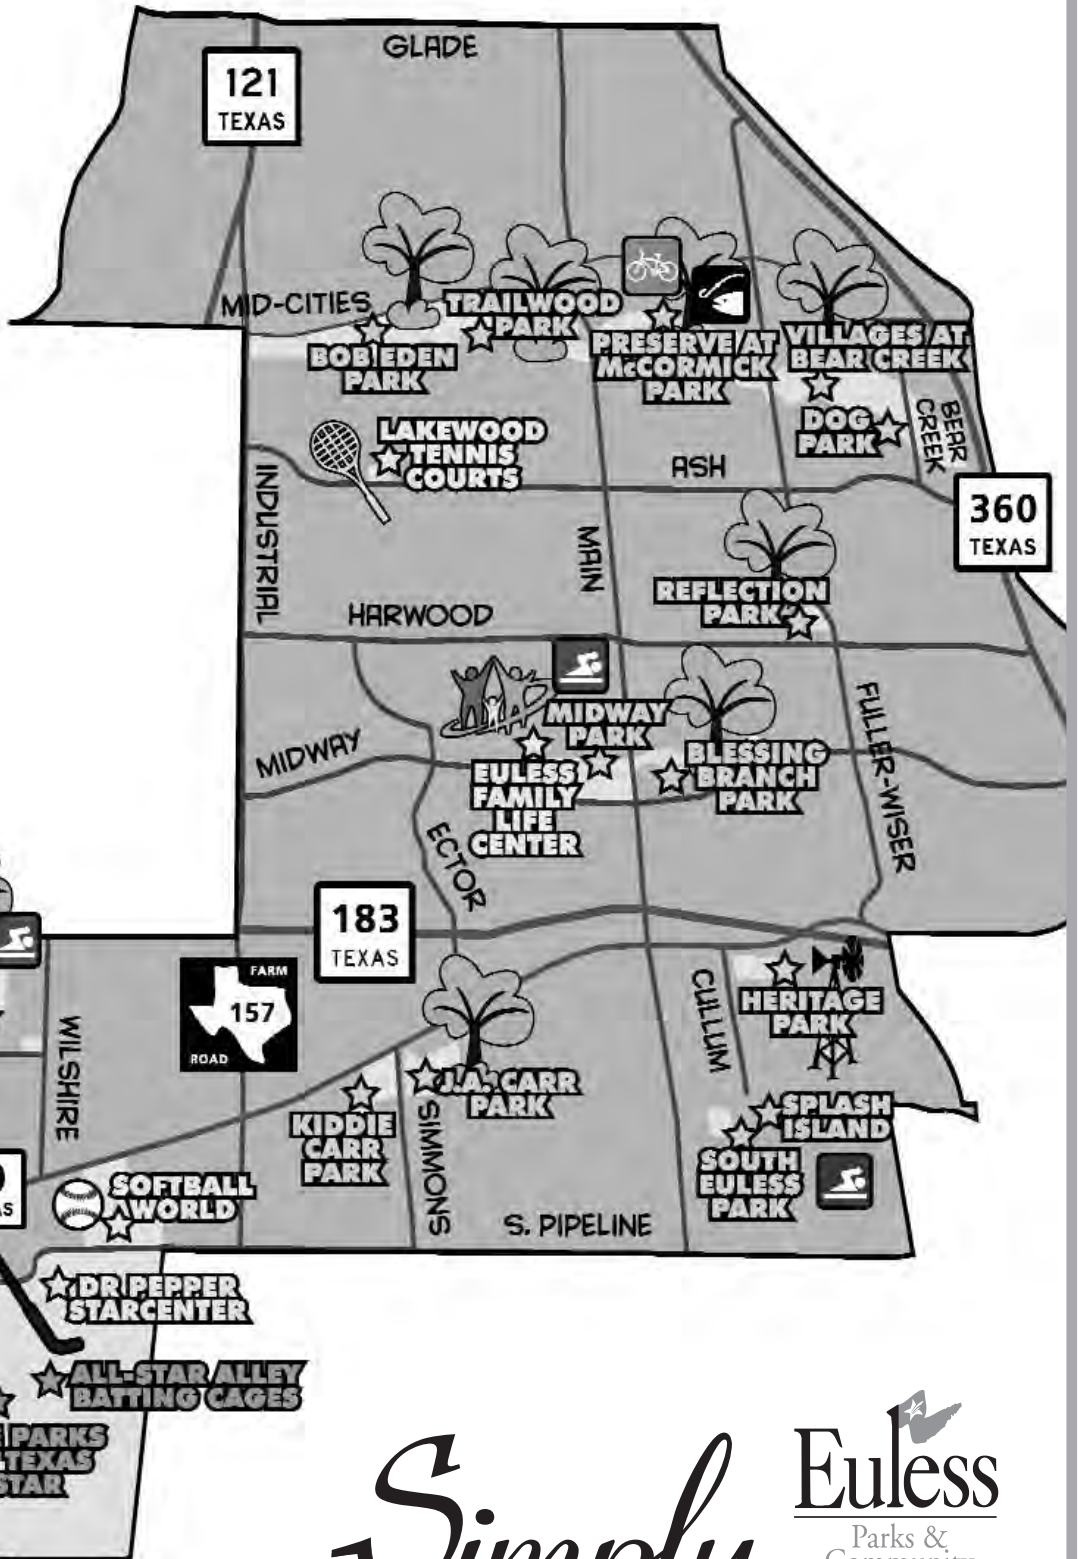 GLADE
121
TEXAS
MID-CITIES
TRAILWOOD
PARK
BOB EDEN
PARK
PRESERVE AT
McCORMICK
PARK
VILLAGES AT
BEAR CREEK
DOG
PARK
BEAR
CREEK
LAKEWOOD
TENNIS
COURTS
ASH
360
TEXAS
INDUSTRIAL
MAIN
REFLECTION
PARK
HARWOOD
MIDWAY
PARK
MIDWAY
BLESSING
BRANCH
PARK
EULESS
FAMILY
LIFE
CENTER
FULLER-WISER
ECTOR
183
TEXAS
FARM
157
ROAD
WILSHIRE
CULLUM
HERITAGE
PARK
J.A. CARR
PARK
KIDDIE
CARR
PARK
SIMMONS
SPLASH
ISLAND
SOUTH
EULESS
PARK
SOFTBALL
WORLD
S. PIPELINE
DR PEPPER
STARCENTER
ALL-STAR ALLEY
BATTING CAGES
PARKS
TEXAS
STAR
Simply
Euless
Parks &
Community